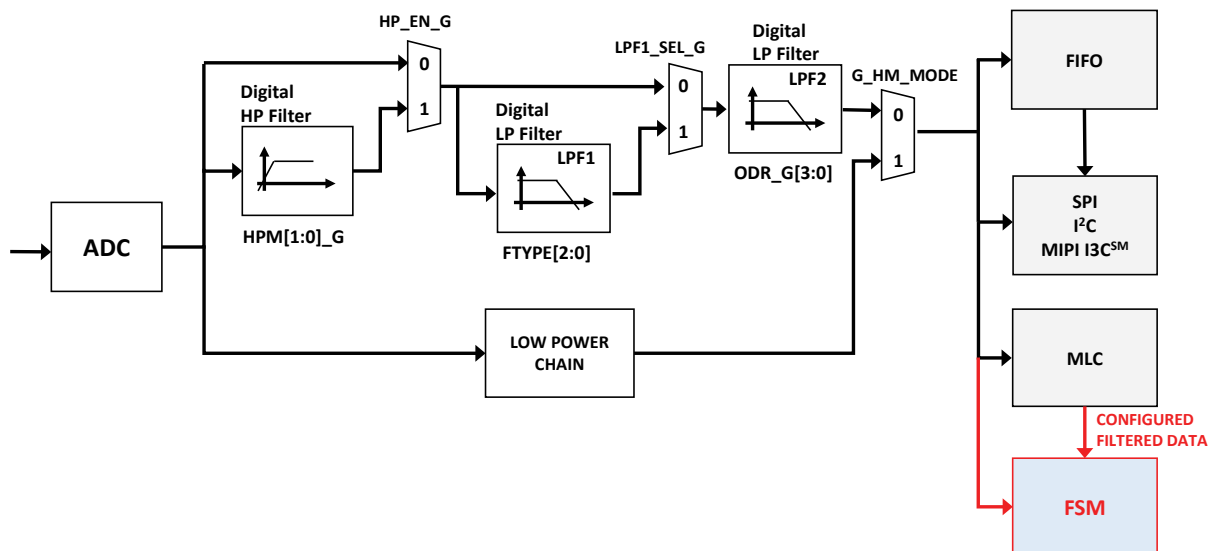 HP_EN_G
0
1
Digital
HP Filter
HPM[1:0]_G
ADC
Digital
LP Filter
LPF1
FTYPE[2:0]
LPF1_SEL_G
0
1
Digital
LP Filter
LPF2
ODR_G[3:0]
G_HM_MODE
0
1
LOW POWER
CHAIN
FIFO
SPI
I²C
MIPI I3Cˢᴹ
MLC
CONFIGURED
FILTERED DATA
FSM